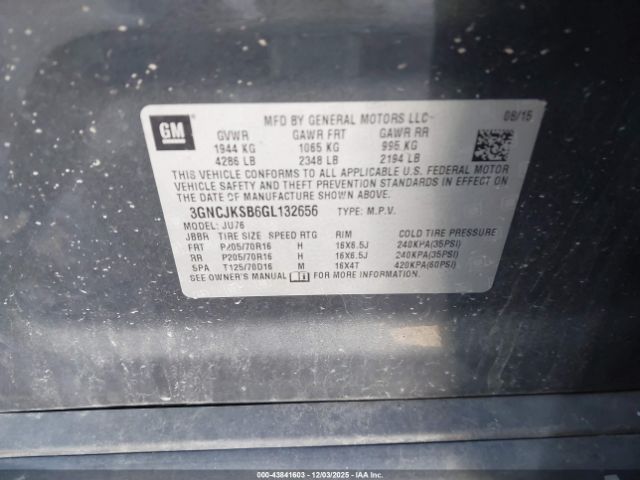 GM
MFD BY GENERAL MOTORS LLC
08/15
GVWR GAWR FRT GAWR RR
1944 KG 1065 KG 995 KG
4286 LB 2348 LB 2194 LB
THIS VEHICLE CONFORMS TO ALL APPLICABLE U.S. FEDERAL MOTOR
VEHICLE SAFETY AND THEFT PREVENTION STANDARDS IN EFFECT ON
THE DATE OF MANUFACTURE SHOWN ABOVE.
3GNCJKSB6GL132656 TYPE: M.P.V.
MODEL: JU76
JBBR TIRE SIZE SPEED RTG RIM COLD TIRE PRESSURE
FRT P205/70R16 H 16X6.5J 240KPA(35PSI)
RR P205/70R16 H 16X6.5J 240KPA(35PSI)
SPA T125/70D16 M 16X4T 420KPA(60PSI)
SEE OWNER'S MANUAL FOR MORE INFORMATION.
© 000-43841603 - 12/03/2025 - IAA, Inc. All Rights Reserved